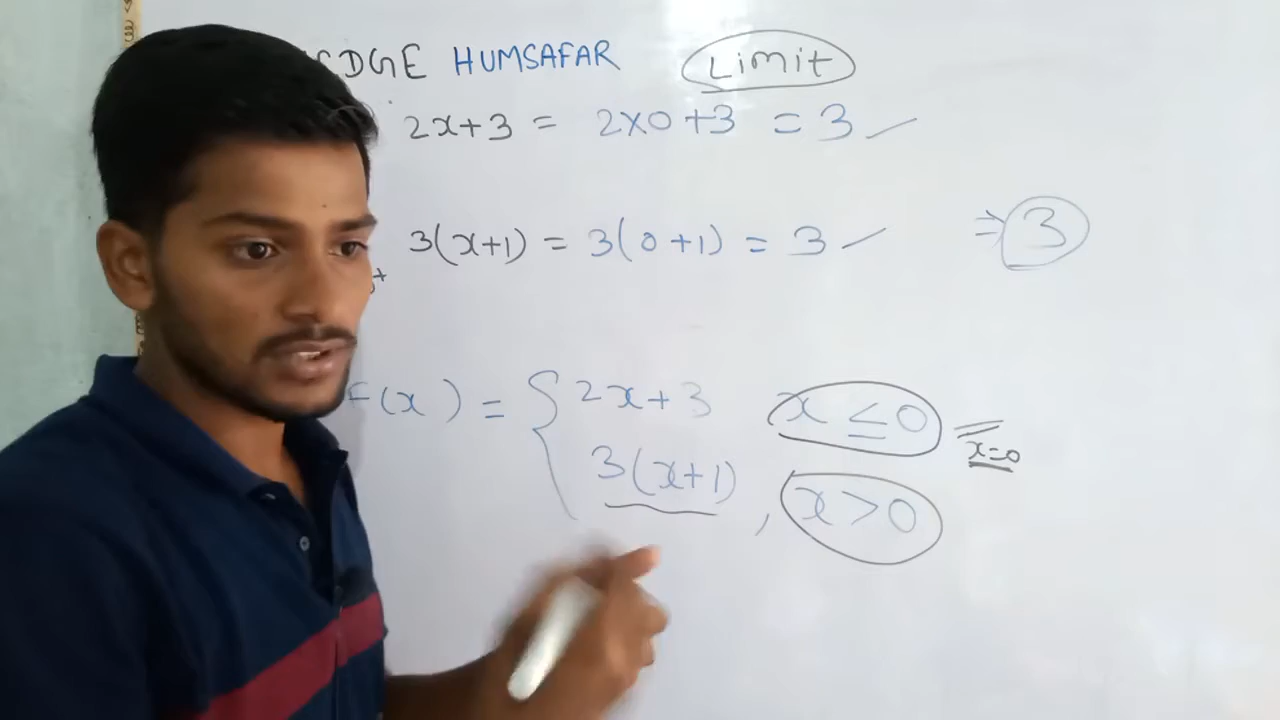 HUMSAFAR Limit
2x+3 = 2x0+3 = 3
3(x+1) = 3(0+1) = 3 ⇒ 3
F(x) = { 2x+3 x ≤ 0 x=0
3(x+1) , x > 0